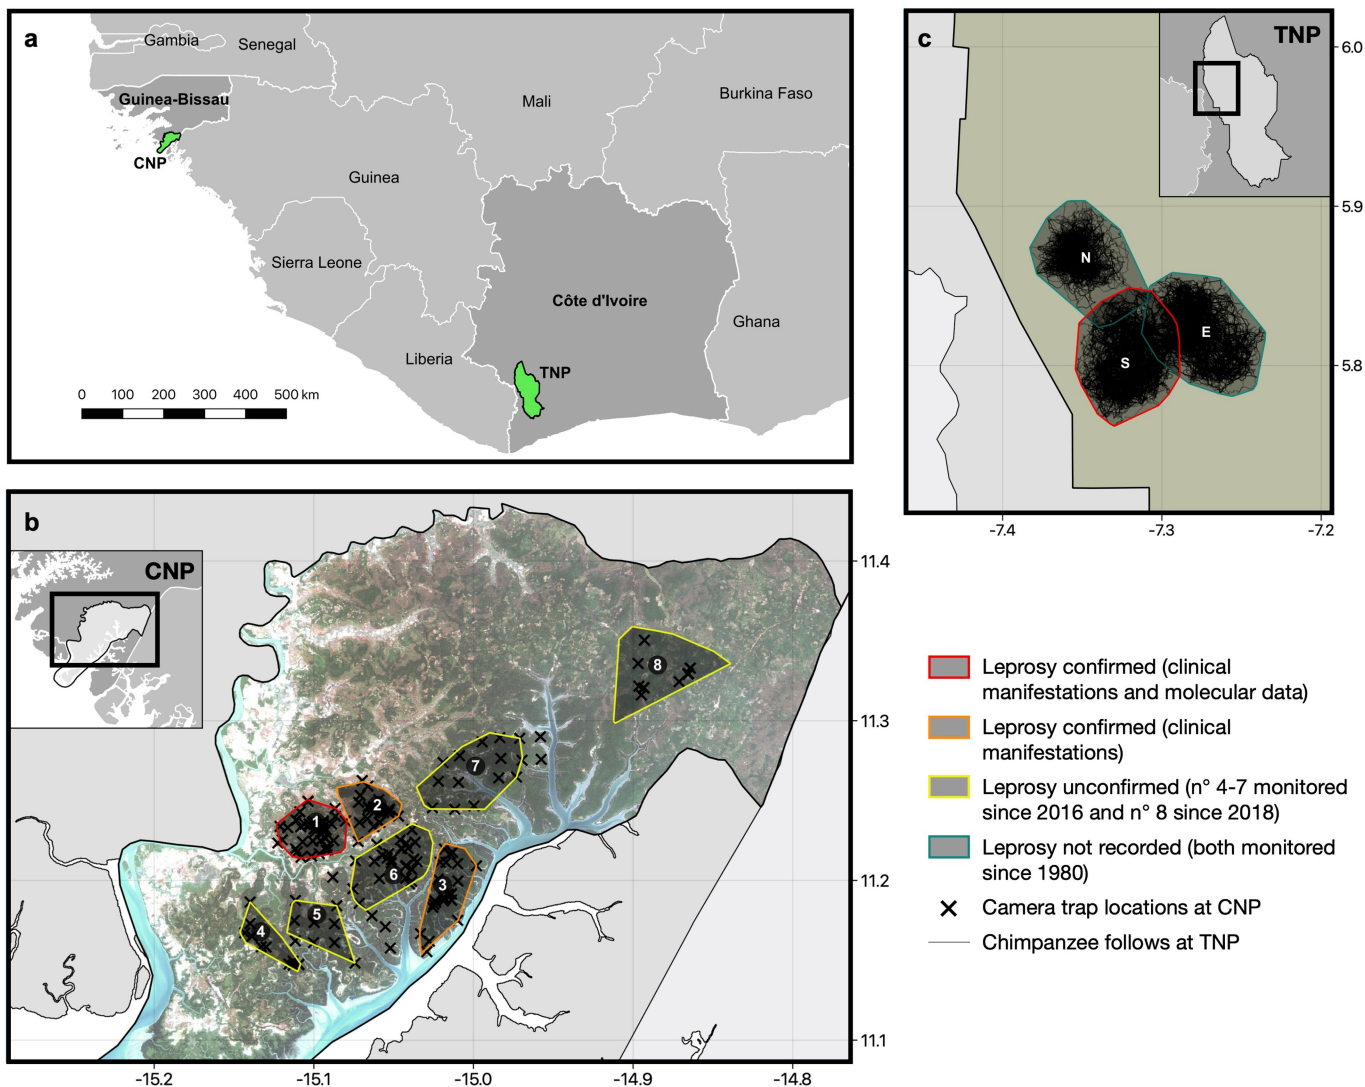 a
Gambia
Senegal
Guinea-Bissau
CNP
Mali
Burkina Faso
Guinea
Sierra Leone
Côte d'Ivoire
Ghana
Liberia
TNP
0 100 200 300 400 500 km
b
CNP
1
2
3
4
5
6
7
8
11.4
11.3
11.2
11.1
-15.2 -15.1 -15.0 -14.9 -14.8
c
TNP
N
E
S
6.0
5.9
5.8
-7.4 -7.3 -7.2
Leprosy confirmed (clinical
manifestations and molecular data)
Leprosy confirmed (clinical
manifestations)
Leprosy unconfirmed (n° 4-7 monitored
since 2016 and n° 8 since 2018)
Leprosy not recorded (both monitored
since 1980)
Camera trap locations at CNP
Chimpanzee follows at TNP